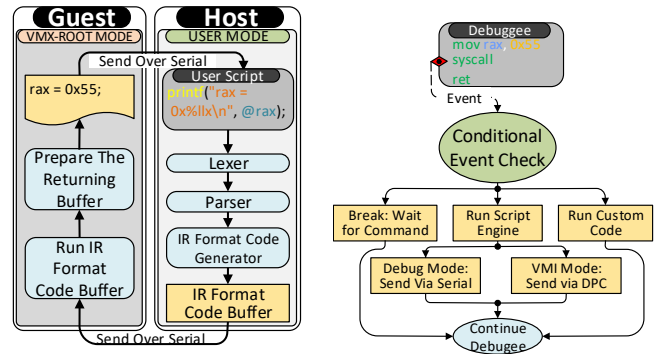 Guest
VMX-ROOT MODE
Host
USER MODE
Send Over Serial
rax = 0x55;
User Script
printf("rax =
0x%llx\n", @rax);
Prepare The
Returning
Buffer
Lexer
Parser
Run IR
Format
Code Buffer
IR Format Code
Generator
IR Format
Code Buffer
Send Over Serial
Debuggee
mov rax, 0x55
syscall
ret
Event
Conditional
Event Check
Break: Wait
for Command
Run Script
Engine
Run Custom
Code
Debug Mode:
Send Via Serial
VMI Mode:
Send via DPC
Continue
Debugee